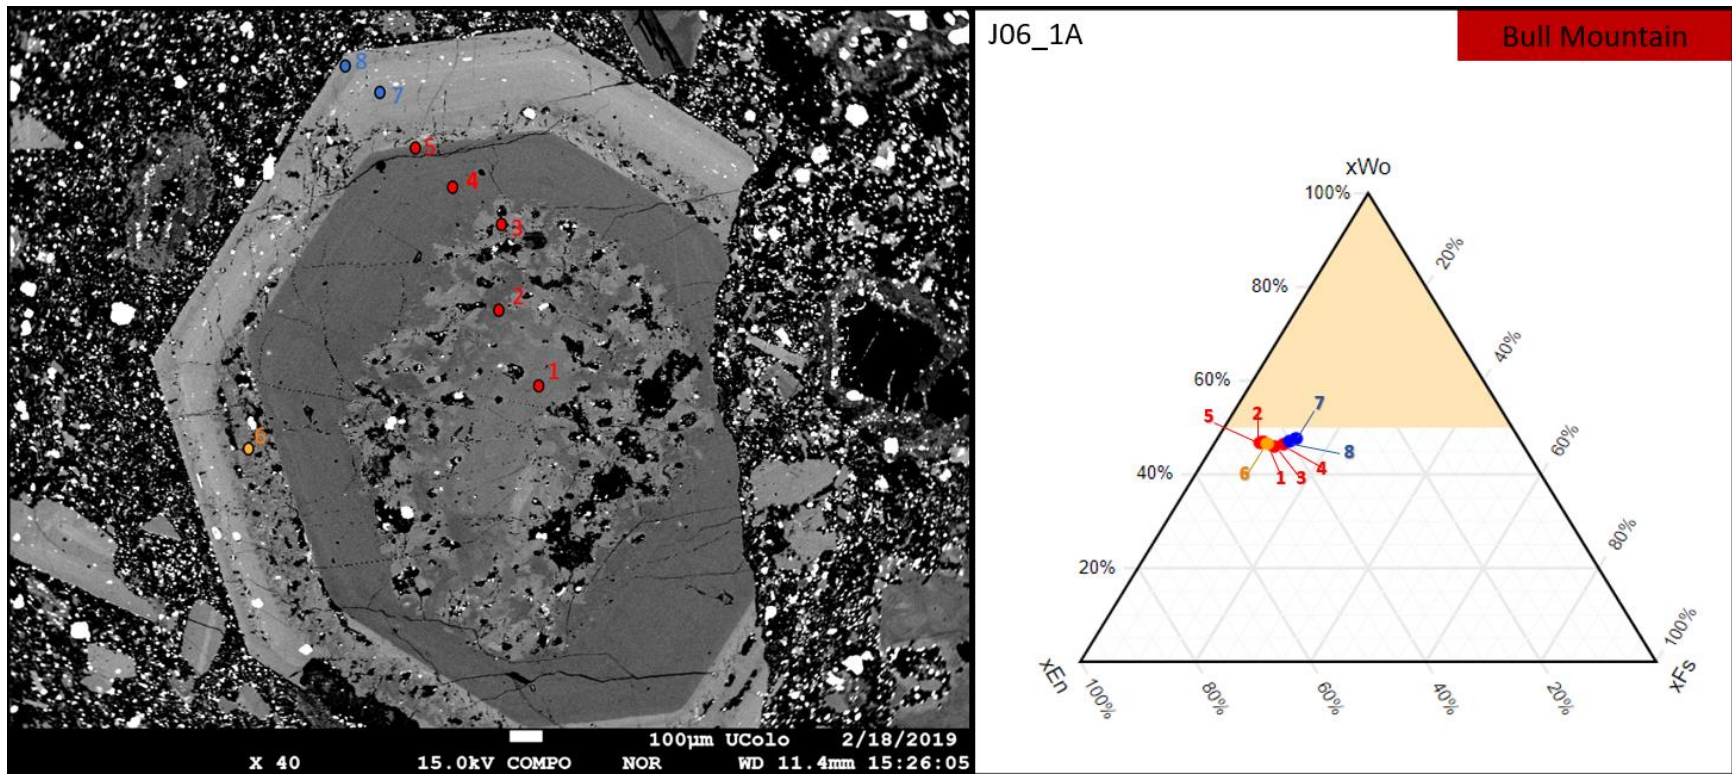 J06_1A
Bull Mountain
8
7
5
4
3
2
1
6
100µm UColo 2/18/2019
X 40 15.0kV COMPO NOR WD 11.4mm 15:26:05
xWo
100%
20%
80%
40%
60%
7
5 2
8
60%
40%
6 1 3 4
80%
20%
100%
xEn
xFs
100% 80% 60% 40% 20%